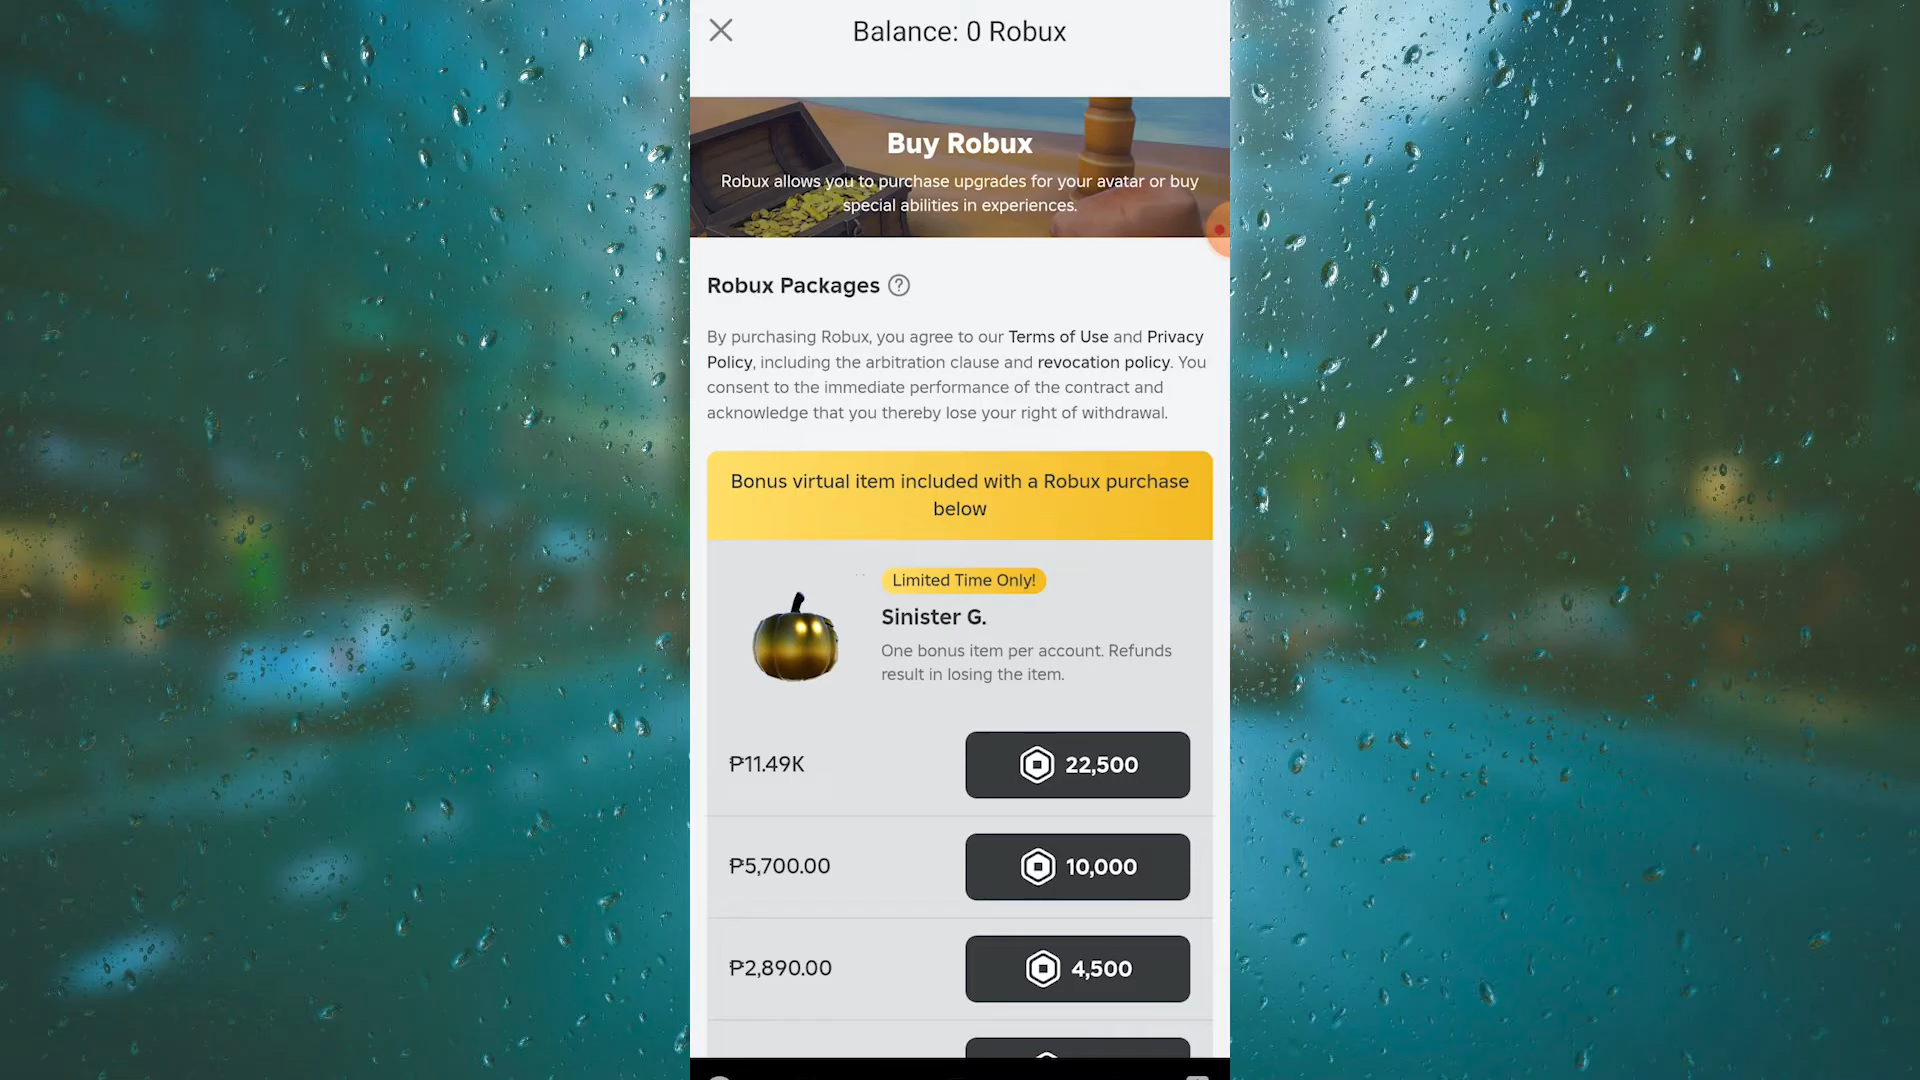 Balance: 0 Robux
Buy Robux
Robux allows you to purchase upgrades for your avatar or buy
special abilities in experiences.
Robux Packages
By purchasing Robux, you agree to our Terms of Use and Privacy
Policy, including the arbitration clause and revocation policy. You
consent to the immediate performance of the contract and
acknowledge that you thereby lose your right of withdrawal.
Bonus virtual item included with a Robux purchase
below
Limited Time Only!
Sinister G.
One bonus item per account. Refunds
result in losing the item.
₱11.49K 22,500
₱5,700.00 10,000
₱2,890.00 4,500